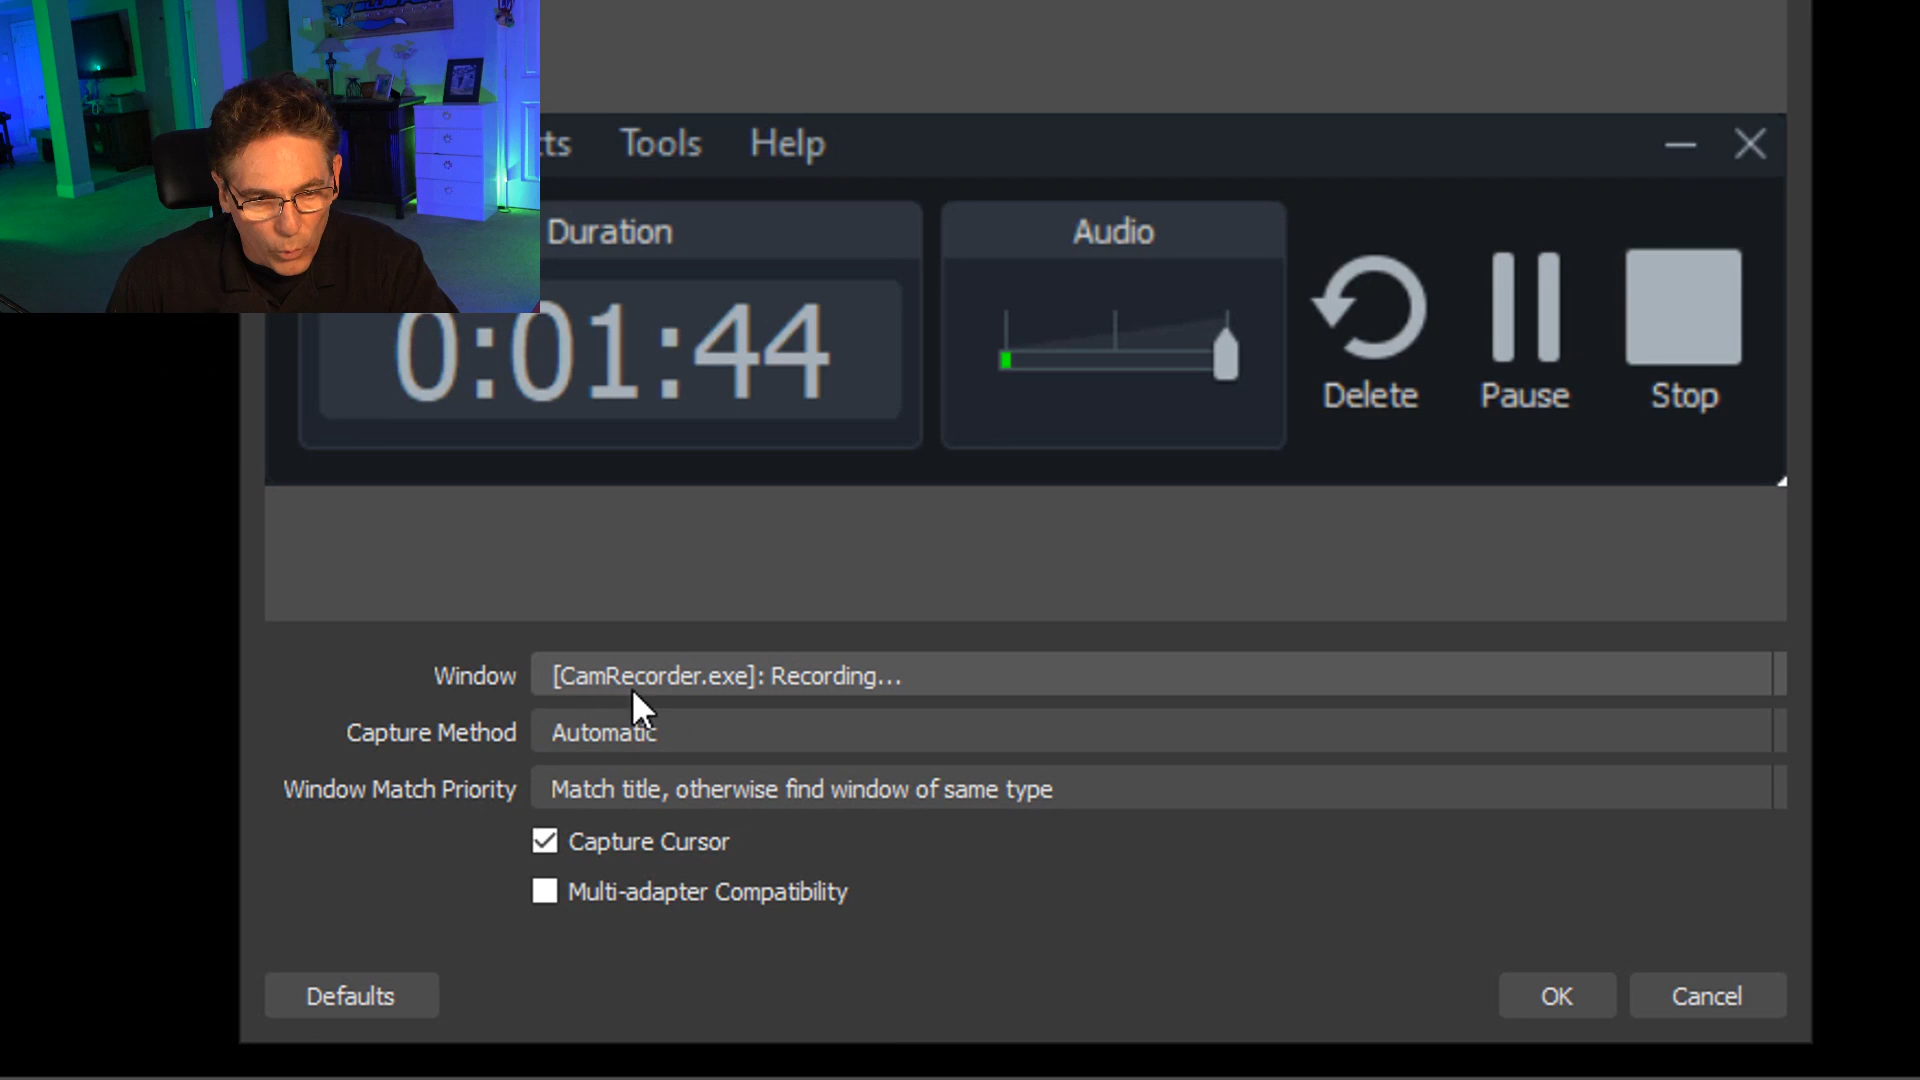 ts Tools Help
Duration
Audio
0:01:44
Delete
Pause
Stop
Window
[CamRecorder.exe]: Recording...
Capture Method
Automatic
Window Match Priority
Match title, otherwise find window of same type
Capture Cursor
Multi-adapter Compatibility
Defaults
OK
Cancel